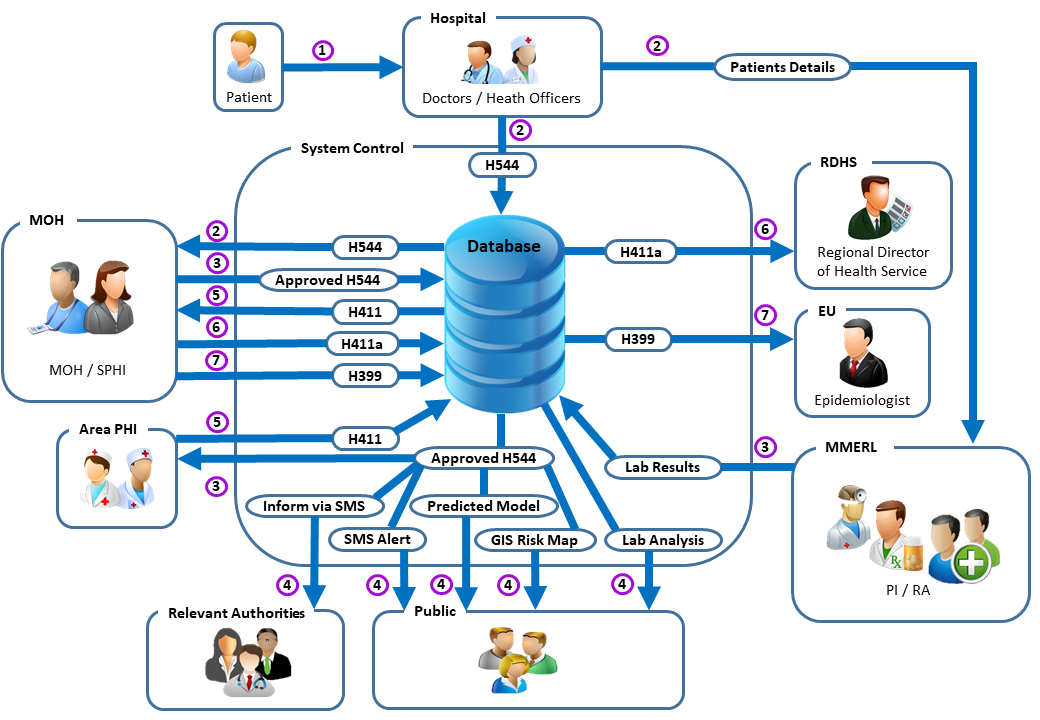 Hospital
1
2
Patients Details
Patient
Doctors / Heath Officers
2
System Control
H544
RDHS
MOH
2
H544
Database
H411a
6
Regional Director
of Health Service
3
Approved H544
5
H411
7
EU
6
H411a
H399
MOH / SPHI
7
H399
Epidemiologist
Area PHI
5
H411
3
MMERL
Approved H544
Lab Results
3
Inform via SMS
Predicted Model
SMS Alert
GIS Risk Map
Lab Analysis
4
4
4
4
4
PI / RA
Rx
Relevant Authorities
Public